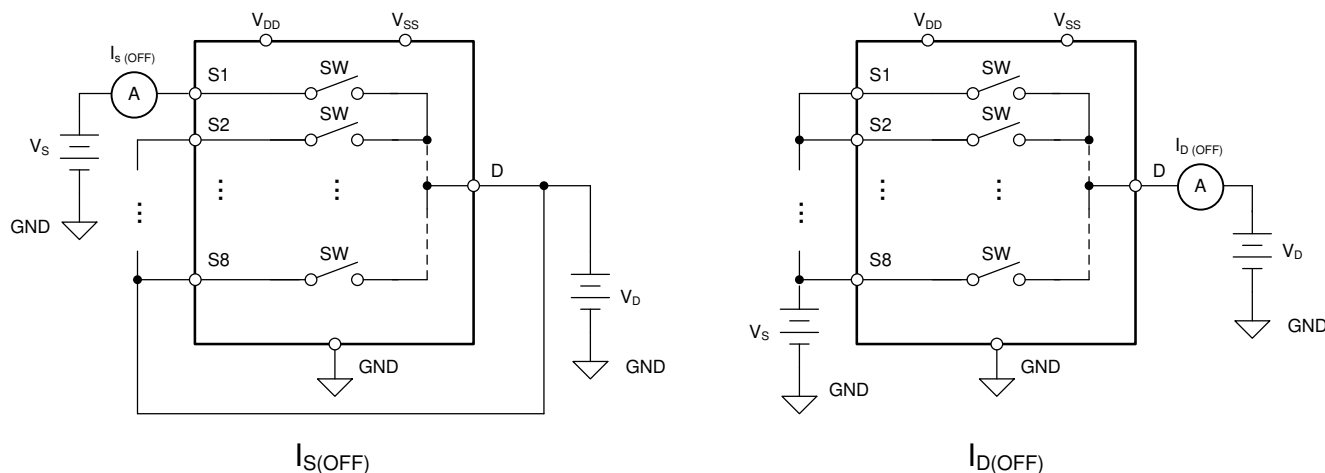 VDD
VSS
Is (OFF)
A
S1
SW
S2
SW
VS
D
...
...
...
GND
S8
SW
VD
GND
GND
IS(OFF)
VDD
VSS
S1
SW
S2
SW
ID (OFF)
D
A
...
...
...
S8
SW
VD
VS
GND
GND
GND
ID(OFF)